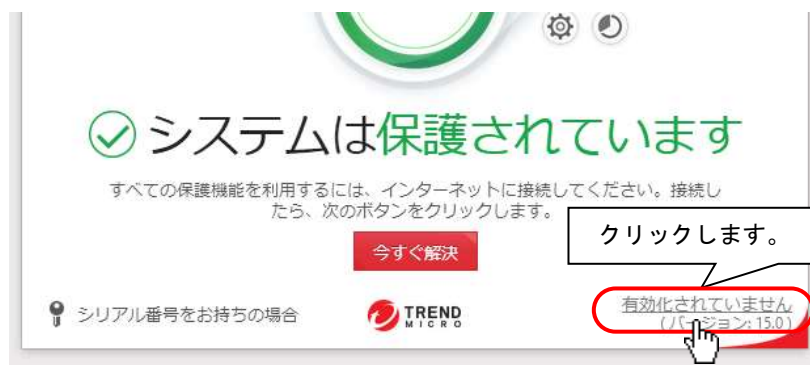 システムは保護されています
すべての保護機能を利用するには、インターネットに接続してください。接続し
たら、次のボタンをクリックします。
クリックします。
今すぐ解決
シリアル番号をお持ちの場合
TREND
MICRO
有効化されていません
(バージョン: 15.0)